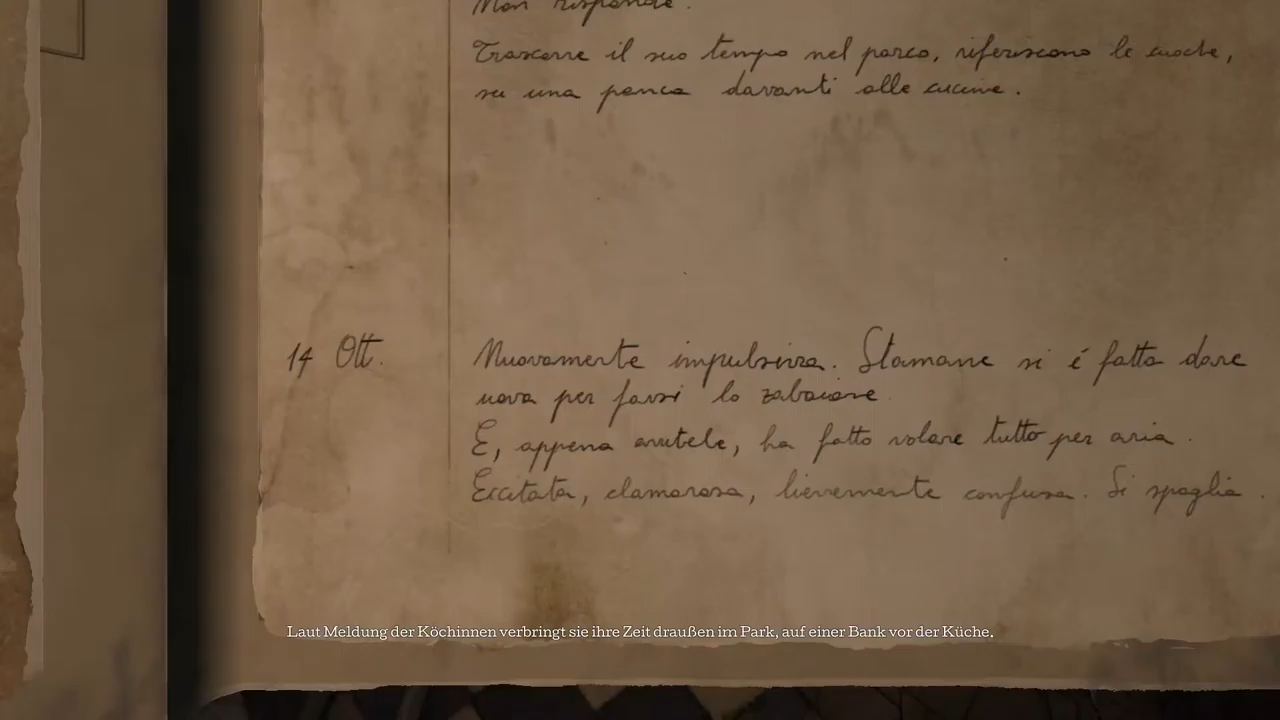 Non risponde.
Trascorre il suo tempo nel parco, riferiscono le cuoche,
su una panca davanti alle cucine.
14 Ott.
Nuovamente impulsiva. Stamane si é fatta dare
uova per farsi lo zabaione
E, appena avutele, ha fatto volare tutto per aria.
Eccitata, clamorosa, lievemente confusa. Si spoglia.
Laut Meldung der Köchinnen verbringt sie ihre Zeit draußen im Park, auf einer Bank vor der Küche.